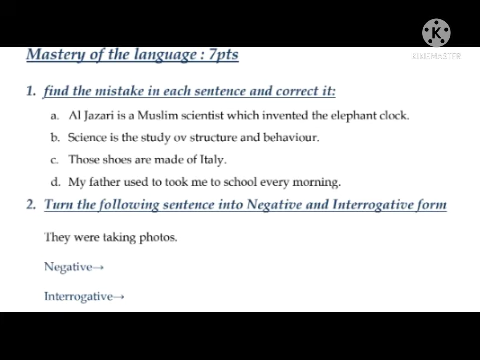 K
KINEMASTER
Mastery of the language : 7pts
1. find the mistake in each sentence and correct it:
a. Al Jazari is a Muslim scientist which invented the elephant clock.
b. Science is the study ov structure and behaviour.
c. Those shoes are made of Italy.
d. My father used to took me to school every morning.
2. Turn the following sentence into Negative and Interrogative form
They were taking photos.
Negative→
Interrogative→